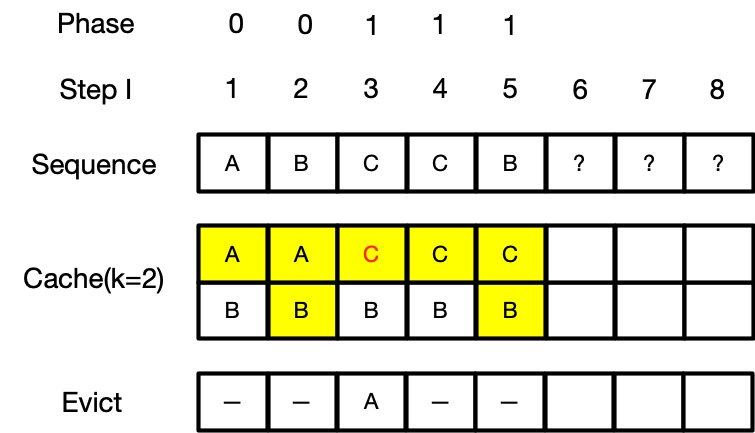 Phase 0 0 1 1 1
Step I 1 2 3 4 5 6 7 8
Sequence A B C C B ? ? ?
A A C C C
Cache(k=2)
B B B B B
Evict – – A – –